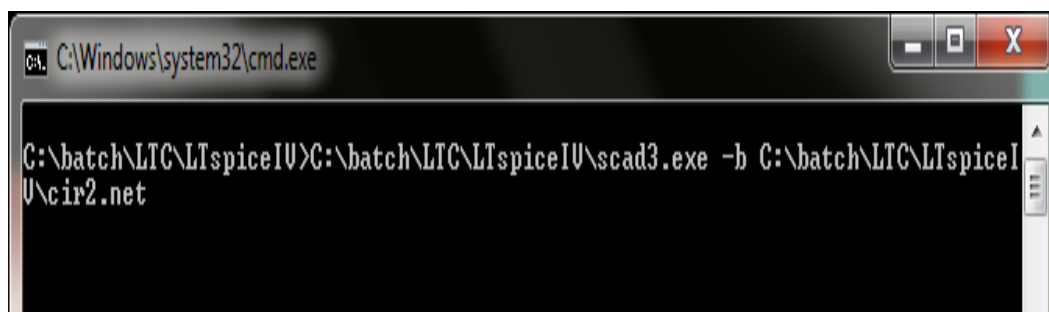 C:\Windows\system32\cmd.exe
C:\batch\LTC\LTspiceIV>C:\batch\LTC\LTspiceIV\scad3.exe -b C:\batch\LTC\LTspiceI
V\cir2.net